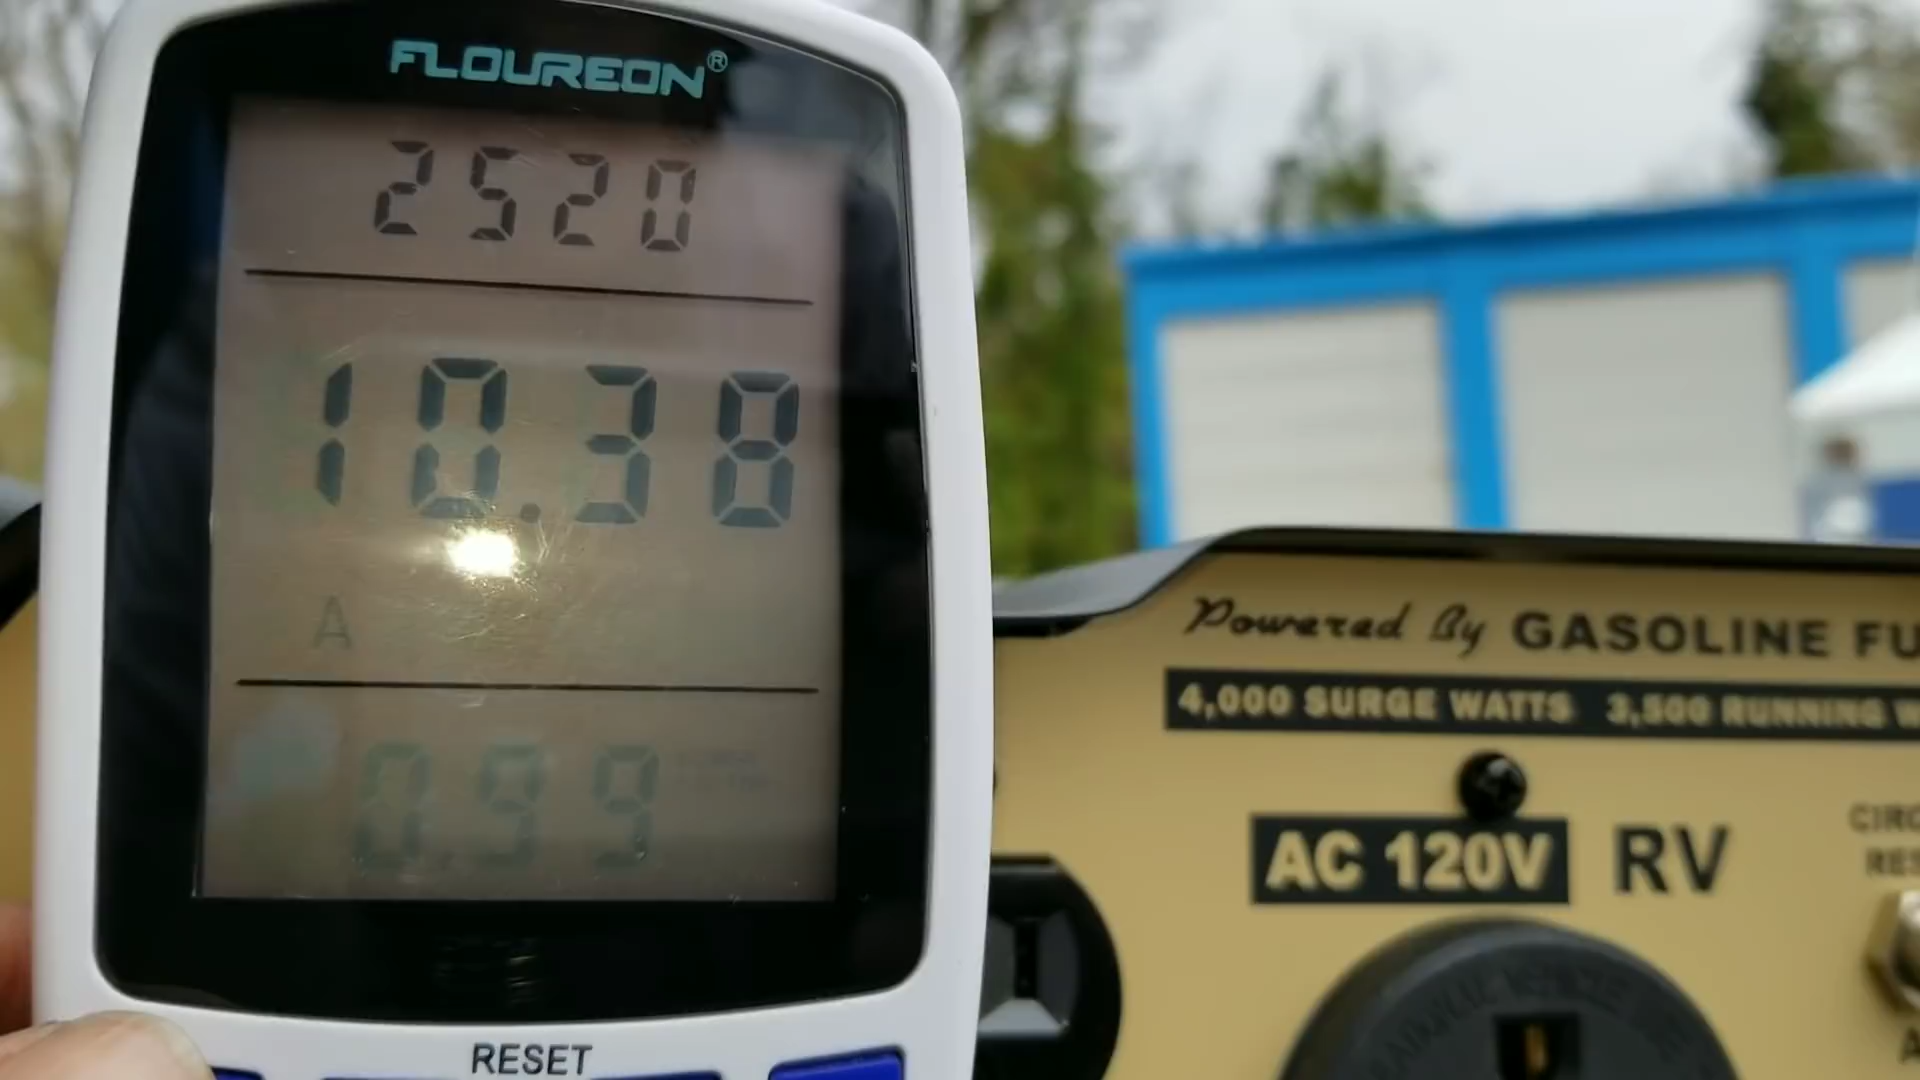 FLOUREON®
2520
10.38
A
0.99
RESET
Powered By GASOLINE FU
4,000 SURGE WATTS 3,500 RUNNING W
AC 120V RV
CIRC
RES
A